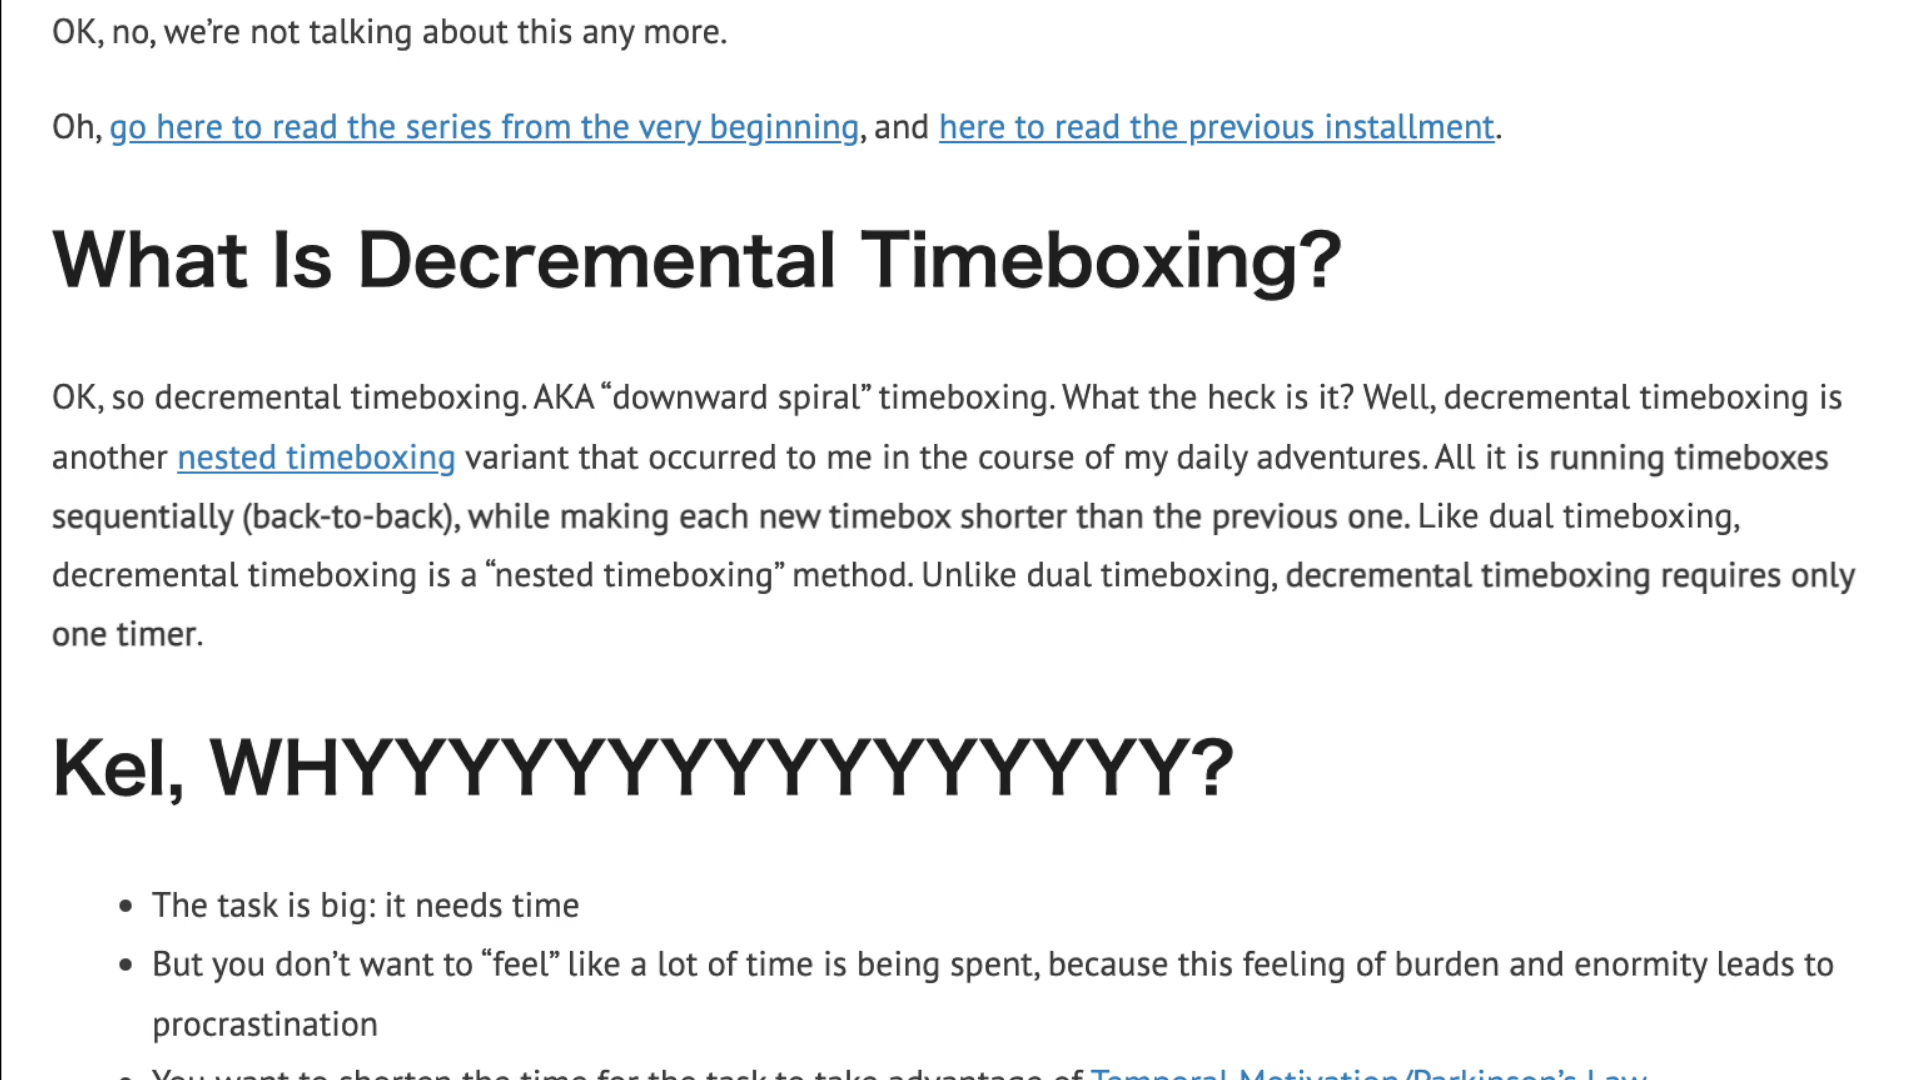 OK, no, we’re not talking about this any more.
Oh, go here to read the series from the very beginning, and here to read the previous installment.
What Is Decremental Timeboxing?
OK, so decremental timeboxing. AKA “downward spiral” timeboxing. What the heck is it? Well, decremental timeboxing is
another nested timeboxing variant that occurred to me in the course of my daily adventures. All it is running timeboxes
sequentially (back-to-back), while making each new timebox shorter than the previous one. Like dual timeboxing,
decremental timeboxing is a “nested timeboxing” method. Unlike dual timeboxing, decremental timeboxing requires only
one timer.
Kel, WHYYYYYYYYYYYYYYYY?
• The task is big: it needs time
• But you don’t want to “feel” like a lot of time is being spent, because this feeling of burden and enormity leads to
procrastination
• You want to shorten the time for the task to take advantage of Temporal Motivation/Parkinson’s Law